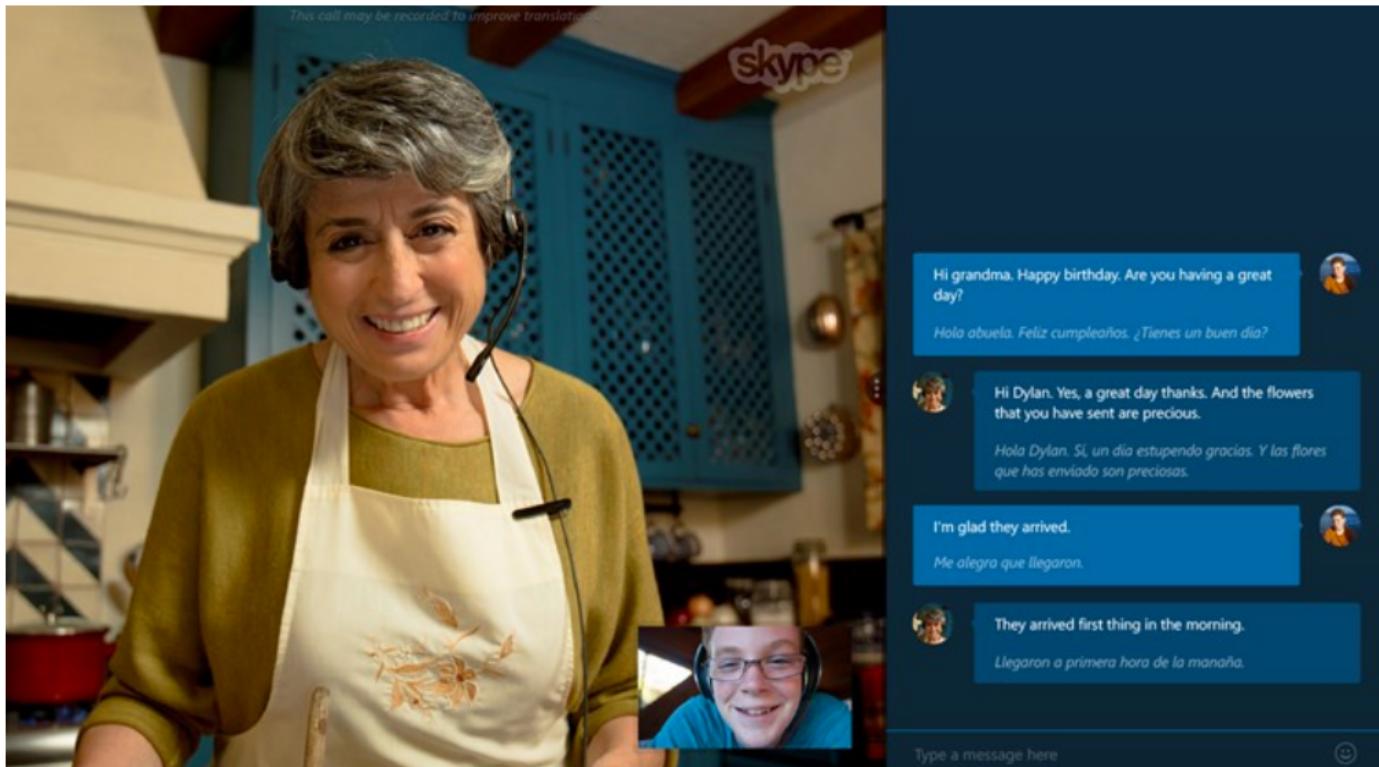 This call may be recorded to improve translations
skype
Hi grandma. Happy birthday. Are you having a great
day?
Hola abuela. Feliz cumpleaños. ¿Tienes un buen día?
Hi Dylan. Yes, a great day thanks. And the flowers
that you have sent are precious.
Hola Dylan. Sí, un día estupendo gracias. Y las flores
que has enviado son preciosas.
I'm glad they arrived.
Me alegra que llegaron.
They arrived first thing in the morning.
Llegaron a primera hora de la manaña.
Type a message here